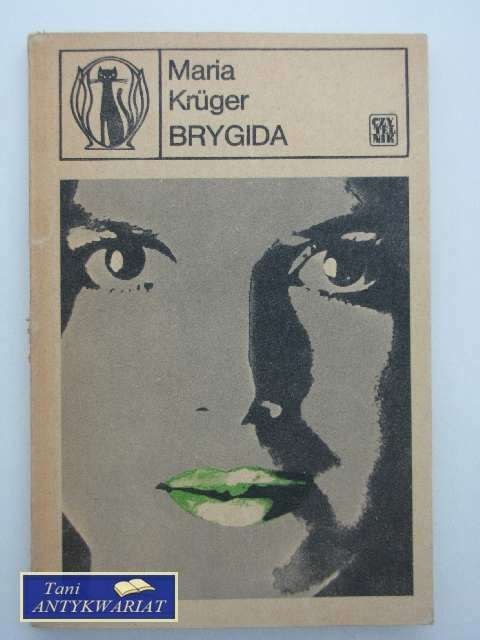 Maria
Krüger
BRYGIDA
CZY
TEL
NIK
Tani
ANTYKWARIAT